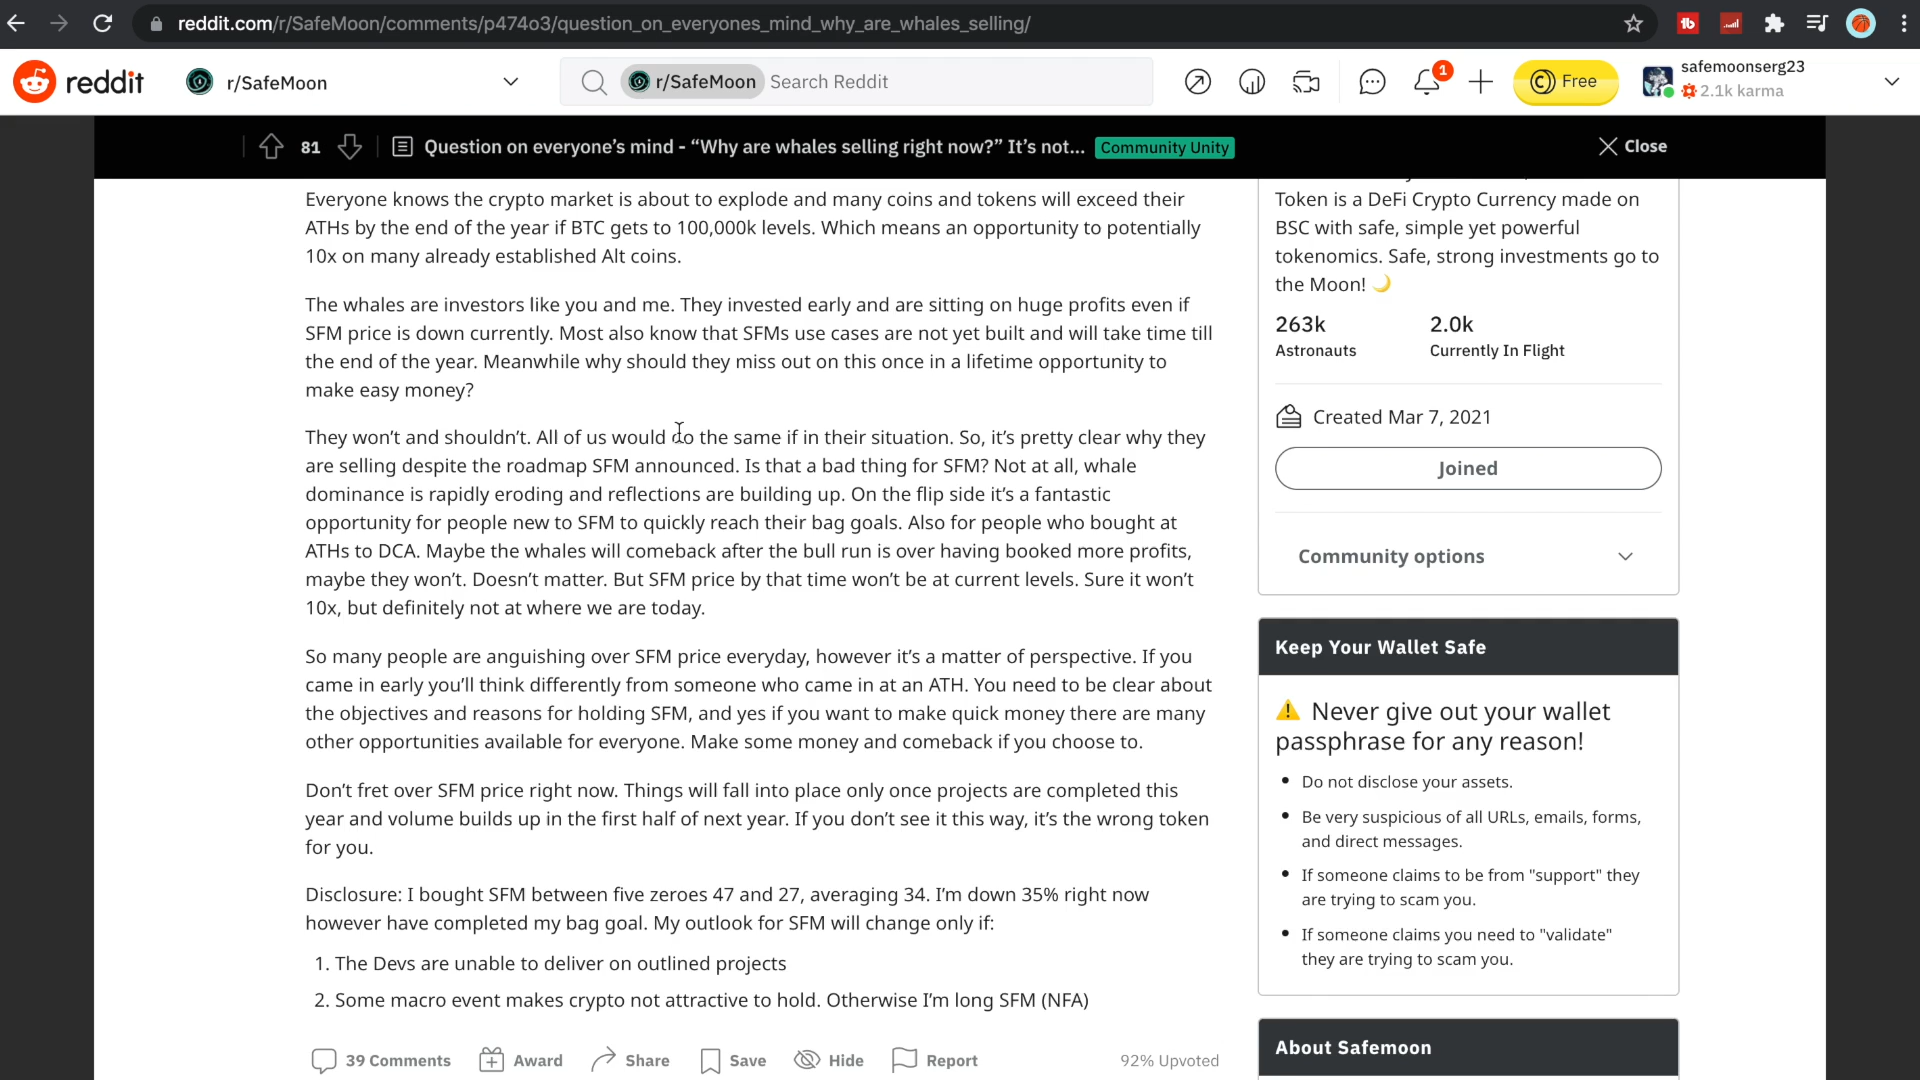 reddit.com/r/SafeMoon/comments/p474o3/question_on_everyones_mind_why_are_whales_selling/
reddit
r/SafeMoon
r/SafeMoon Search Reddit
1
Free
safemoonserg23
2.1k karma
81
Question on everyone's mind - “Why are whales selling right now?” It's not...
Community Unity
Close
Everyone knows the crypto market is about to explode and many coins and tokens will exceed their
ATHs by the end of the year if BTC gets to 100,000k levels. Which means an opportunity to potentially
10x on many already established Alt coins.
The whales are investors like you and me. They invested early and are sitting on huge profits even if
SFM price is down currently. Most also know that SFMs use cases are not yet built and will take time till
the end of the year. Meanwhile why should they miss out on this once in a lifetime opportunity to
make easy money?
They won't and shouldn't. All of us would do the same if in their situation. So, it's pretty clear why they
are selling despite the roadmap SFM announced. Is that a bad thing for SFM? Not at all, whale
dominance is rapidly eroding and reflections are building up. On the flip side it's a fantastic
opportunity for people new to SFM to quickly reach their bag goals. Also for people who bought at
ATHs to DCA. Maybe the whales will comeback after the bull run is over having booked more profits,
maybe they won't. Doesn't matter. But SFM price by that time won't be at current levels. Sure it won't
10x, but definitely not at where we are today.
So many people are anguishing over SFM price everyday, however it's a matter of perspective. If you
came in early you'll think differently from someone who came in at an ATH. You need to be clear about
the objectives and reasons for holding SFM, and yes if you want to make quick money there are many
other opportunities available for everyone. Make some money and comeback if you choose to.
Don't fret over SFM price right now. Things will fall into place only once projects are completed this
year and volume builds up in the first half of next year. If you don't see it this way, it's the wrong token
for you.
Disclosure: I bought SFM between five zeroes 47 and 27, averaging 34. I'm down 35% right now
however have completed my bag goal. My outlook for SFM will change only if:
1. The Devs are unable to deliver on outlined projects
2. Some macro event makes crypto not attractive to hold. Otherwise I'm long SFM (NFA)
39 Comments
Award
Share
Save
Hide
Report
92% Upvoted
Token is a DeFi Crypto Currency made on
BSC with safe, simple yet powerful
tokenomics. Safe, strong investments go to
the Moon! 🌙
263k
Astronauts
2.0k
Currently In Flight
Created Mar 7, 2021
Joined
Community options
Keep Your Wallet Safe
⚠️ Never give out your wallet
passphrase for any reason!
• Do not disclose your assets.
• Be very suspicious of all URLs, emails, forms,
and direct messages.
• If someone claims to be from "support" they
are trying to scam you.
• If someone claims you need to "validate"
they are trying to scam you.
About Safemoon